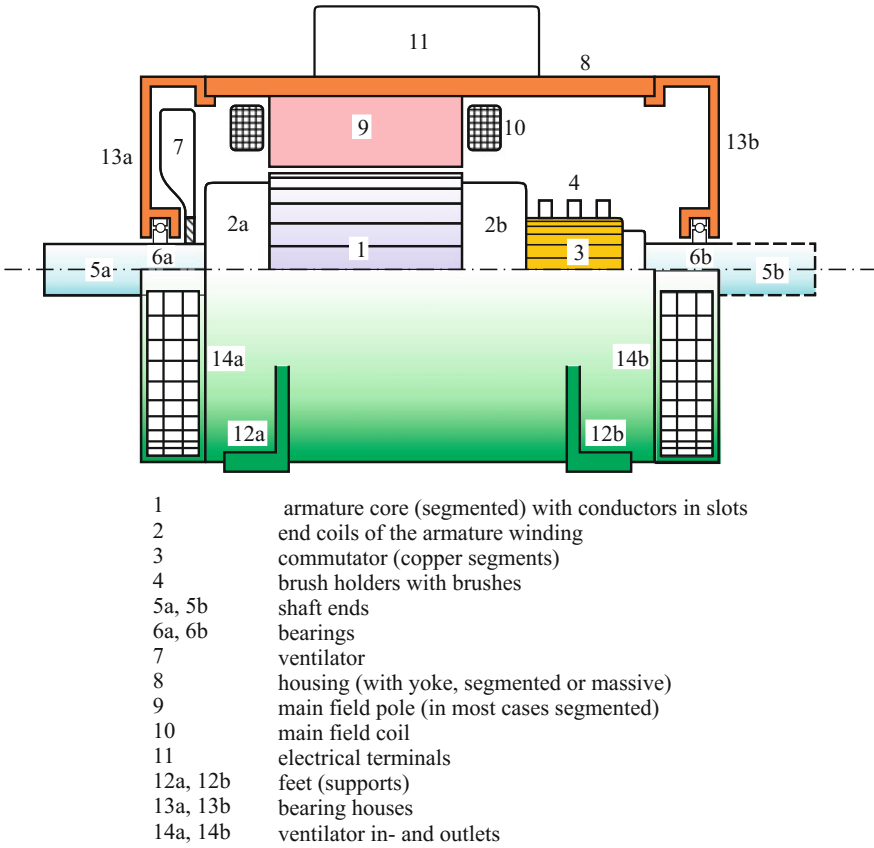 11
8
9
10
7
13a
13b
4
2a
2b
1
3
6a
6b
5a
5b
14a
14b
12a
12b
1 armature core (segmented) with conductors in slots
2 end coils of the armature winding
3 commutator (copper segments)
4 brush holders with brushes
5a, 5b shaft ends
6a, 6b bearings
7 ventilator
8 housing (with yoke, segmented or massive)
9 main field pole (in most cases segmented)
10 main field coil
11 electrical terminals
12a, 12b feet (supports)
13a, 13b bearing houses
14a, 14b ventilator in- and outlets